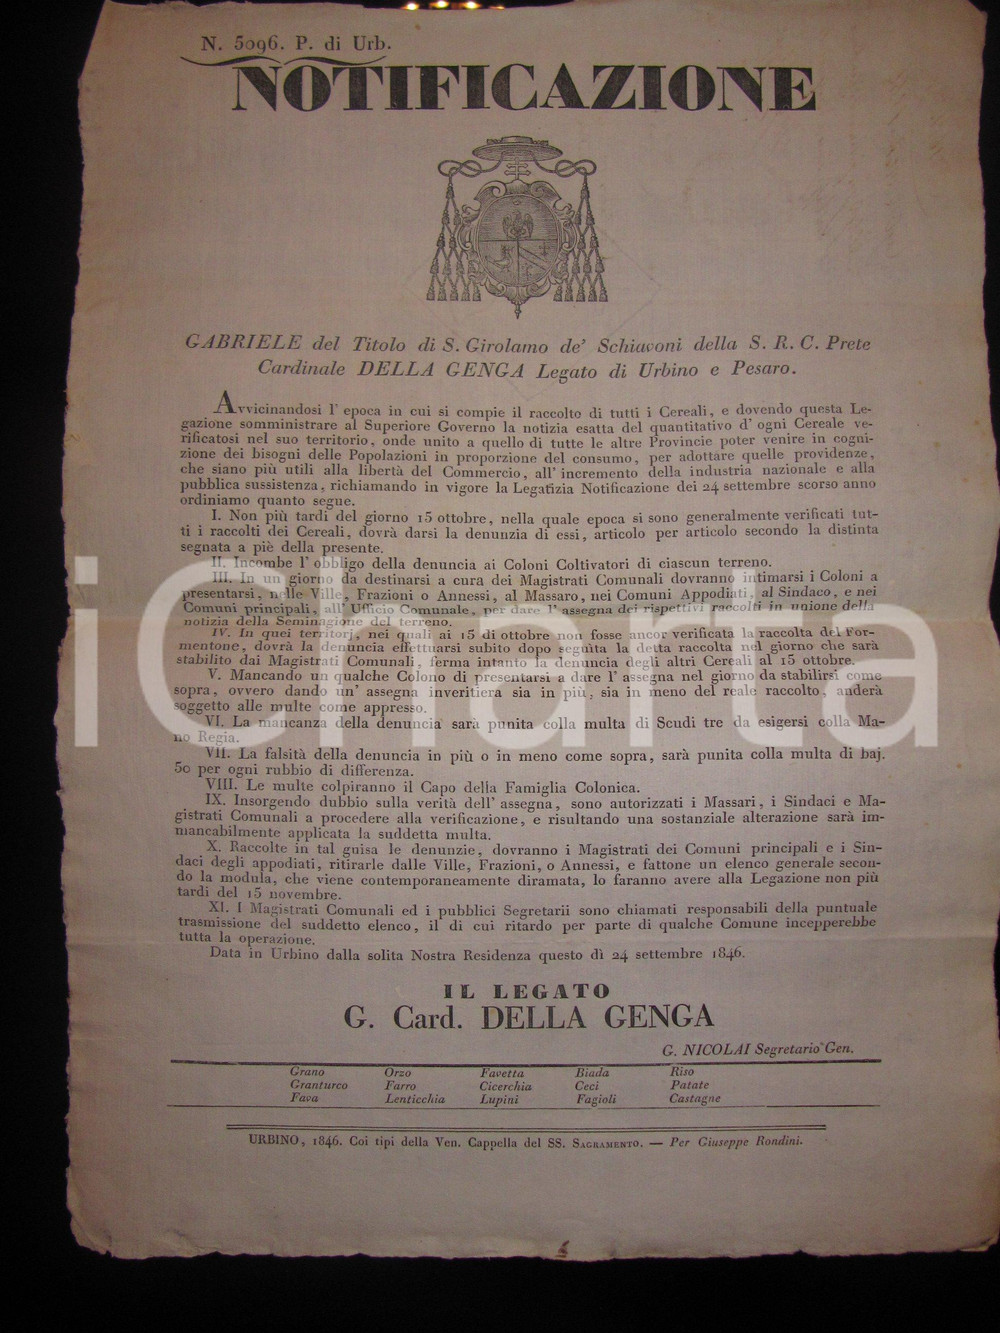 N. 5096. P. di Urb.
NOTIFICAZIONE
GABRIELE del Titolo di S. Girolamo de' Schiavoni della S. R. C. Prete
Cardinale DELLA GENGA Legato di Urbino e Pesaro.
Avvicinandosi l' epoca in cui si compie il raccolto di tutti i Cereali, e dovendo questa Le-
gazione somministrare al Superiore Governo la notizia esatta del quantitativo d' ogni Cereale ve-
rificatosi nel suo territorio, onde unito a quello di tutte le altre Provincie poter venire in cogni-
zione dei bisogni delle Popolazioni in proporzione del consumo, per adottare quelle providenze,
che siano più utili alla libertà del Commercio, all' incremento della industria nazionale e alla
pubblica sussistenza, richiamando in vigore la Legatizia Notificazione dei 24 settembre scorso anno
ordiniamo quanto segue.
I. Non più tardi del giorno 15 ottobre, nella quale epoca si sono generalmente verificati tut-
ti i raccolti dei Cereali, dovrà darsi la denunzia di essi, articolo per articolo secondo la distinta
segnata a piè della presente.
II. Incombe l' obbligo della denuncia ai Coloni Coltivatori di ciascun terreno.
III. In un giorno da destinarsi a cura dei Magistrati Comunali dovranno intimarsi i Coloni a
presentarsi, nelle Ville, Frazioni o Annessi, al Massaro, nei Comuni Appodiati, al Sindaco, e nei
Comuni principali, all' Ufficio Comunale, per dare l' assegna dei rispettivi raccolti in unione della
notizia della Seminagione del terreno.
IV. In quei territorj, nei quali ai 15 di ottobre non fosse ancor verificata la raccolta del For-
mentone, dovrà la denuncia effettuarsi subito dopo seguìta la detta raccolta nel giorno che sarà
stabilito dai Magistrati Comunali, ferma intanto la denuncia degli altri Cereali al 15 ottobre.
V. Mancando un qualche Colono di presentarsi a dare l' assegna nel giorno da stabilirsi come
sopra, ovvero dando un' assegna inveritiera sia in più, sia in meno del reale raccolto, anderà
soggetto alle multe come appresso.
VI. La mancanza della denuncia sarà punita colla multa di Scudi tre da esigersi colla Ma-
no Regia.
VII. La falsità della denuncia in più o in meno come sopra, sarà punita colla multa di baj.
50 per ogni rubbio di differenza.
VIII. Le multe colpiranno il Capo della Famiglia Colonica.
IX. Insorgendo dubbio sulla verità dell' assegna, sono autorizzati i Massari, i Sindaci e Ma-
gistrati Comunali a procedere alla verificazione, e risultando una sostanziale alterazione sarà im-
mancabilmente applicata la suddetta multa.
X. Raccolte in tal guisa le denunzie, dovranno i Magistrati dei Comuni principali e i Sin-
daci degli appodiati, ritirarle dalle Ville, Frazioni, o Annessi, e fattone un elenco generale secon-
do la modula, che viene contemporaneamente diramata, lo faranno avere alla Legazione non più
tardi del 15 novembre.
XI. I Magistrati Comunali ed i pubblici Segretarii sono chiamati responsabili della puntuale
trasmissione del suddetto elenco, il di cui ritardo per parte di qualche Comune incepperebbe
tutta la operazione.
Data in Urbino dalla solita Nostra Residenza questo dì 24 settembre 1846.
IL LEGATO
G. Card. DELLA GENGA
G. NICOLAI Segretario Gen.
Grano Orzo Favetta Biada Riso
Granturco Farro Cicerchia Ceci Patate
Fava Lenticchia Lupini Fagioli Castagne
URBINO, 1846. Coi tipi della Ven. Cappella del SS. SAGRAMENTO. — Per Giuseppe Rondini.
iCharta